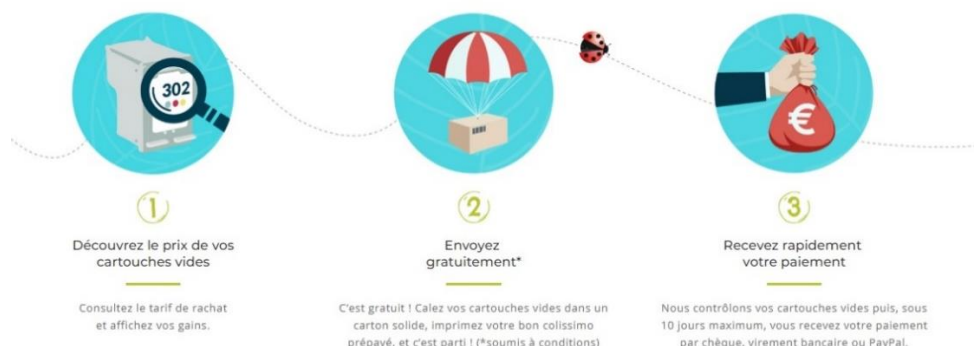 302
1
Découvrez le prix de vos
cartouches vides
Consultez le tarif de rachat
et affichez vos gains.
2
Envoyez
gratuitement*
C'est gratuit ! Calez vos cartouches vides dans un
carton solide, imprimez votre bon colissimo
prépayé, et c'est parti ! (*soumis à conditions)
€
3
Recevez rapidement
votre paiement
Nous contrôlons vos cartouches vides puis, sous
10 jours maximum, vous recevez votre paiement
par chèque, virement bancaire ou PayPal.